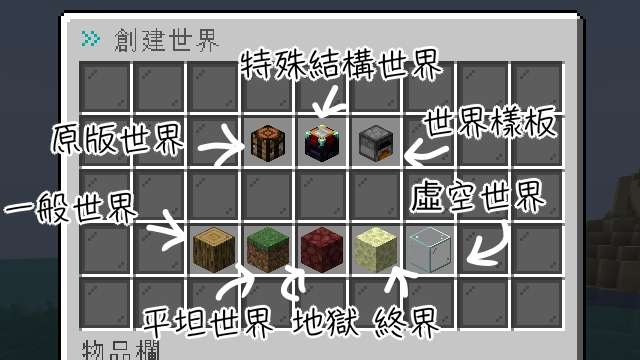 >> 創建世界
特殊結構世界
原版世界
世界樣板
一般世界
虛空世界
平坦世界 地獄 終界
物品欄